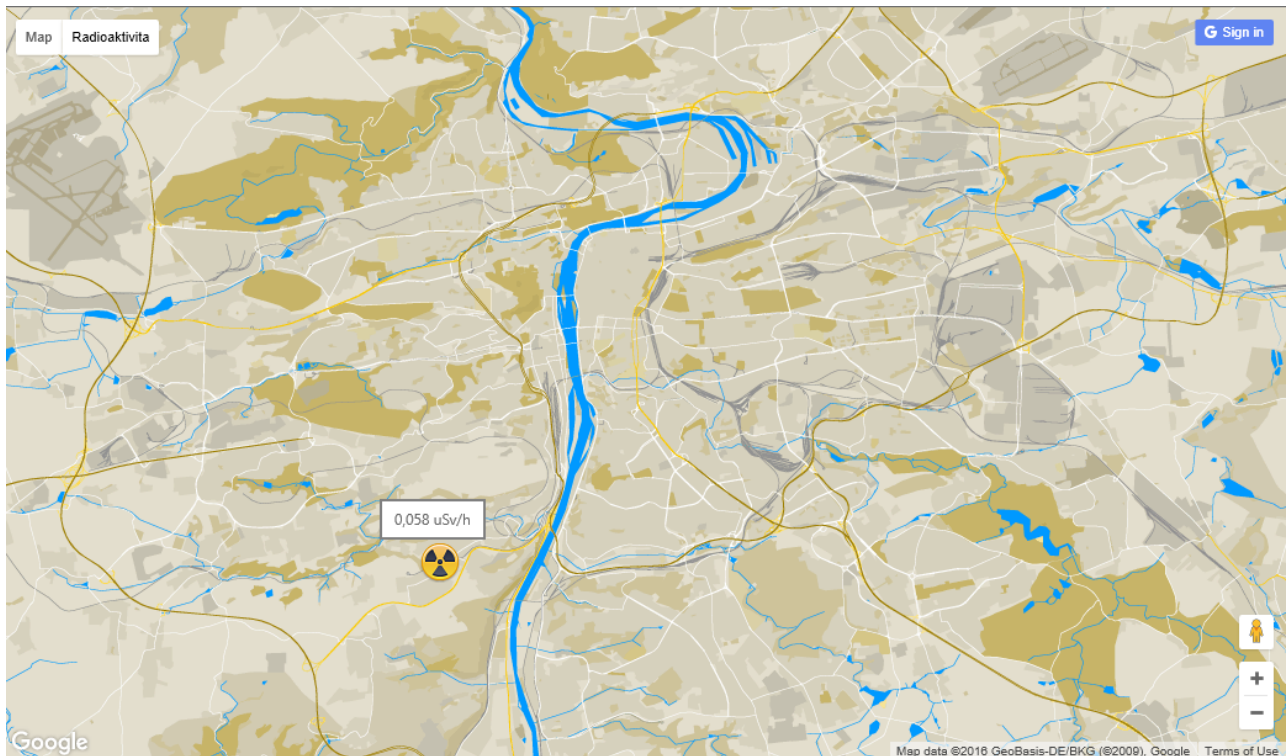 Map Radioaktivita
G Sign in
0,058 uSv/h
+
−
Google
Map data ©2016 GeoBasis-DE/BKG (©2009), Google Terms of Use